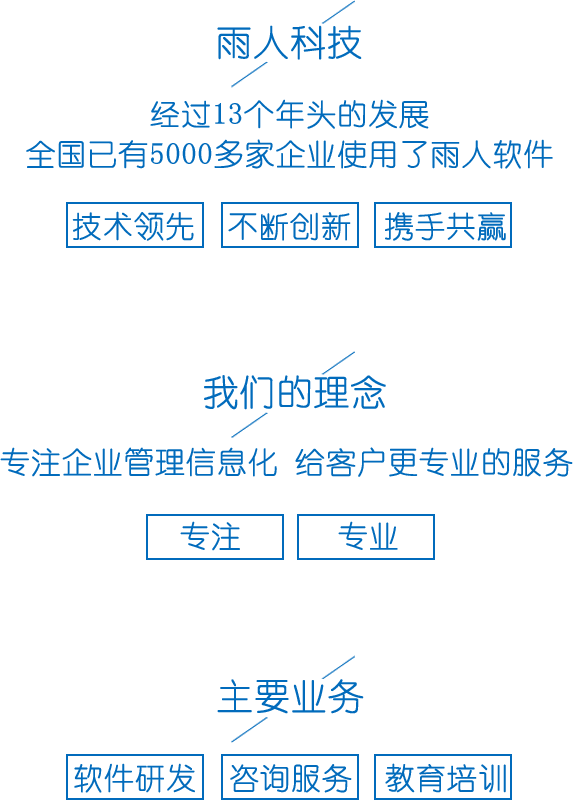 雨人科技
经过13个年头的发展
全国已有5000多家企业使用了雨人软件
技术领先 不断创新 携手共赢
我们的理念
专注企业管理信息化 给客户更专业的服务
专注 专业
主要业务
软件研发 咨询服务 教育培训